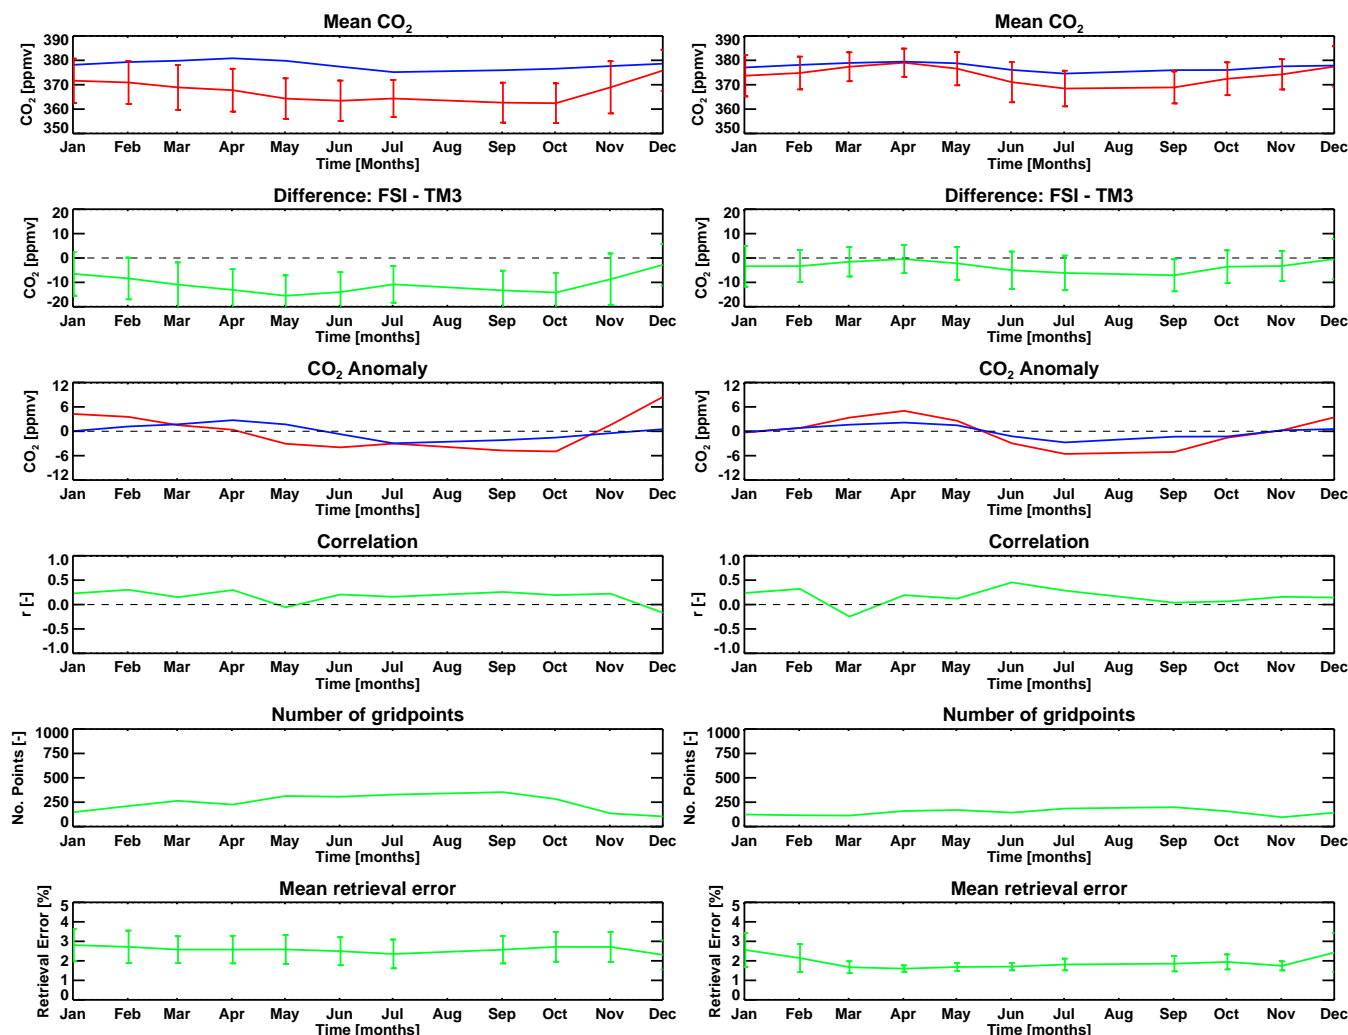 Mean CO2
390
380
370
360
350
CO2 [ppmv]
Jan Feb Mar Apr May Jun Jul Aug Sep Oct Nov Dec
Time [Months]
Mean CO2
390
380
370
360
350
CO2 [ppmv]
Jan Feb Mar Apr May Jun Jul Aug Sep Oct Nov Dec
Time [Months]
Difference: FSI - TM3
20
10
0
-10
-20
CO2 [ppmv]
Jan Feb Mar Apr May Jun Jul Aug Sep Oct Nov Dec
Time [months]
Difference: FSI - TM3
20
10
0
-10
-20
CO2 [ppmv]
Jan Feb Mar Apr May Jun Jul Aug Sep Oct Nov Dec
Time [months]
CO2 Anomaly
12
6
0
-6
-12
CO2 [ppmv]
Jan Feb Mar Apr May Jun Jul Aug Sep Oct Nov Dec
Time [months]
CO2 Anomaly
12
6
0
-6
-12
CO2 [ppmv]
Jan Feb Mar Apr May Jun Jul Aug Sep Oct Nov Dec
Time [months]
Correlation
1.0
0.5
0.0
-0.5
-1.0
r [-]
Jan Feb Mar Apr May Jun Jul Aug Sep Oct Nov Dec
Time [months]
Correlation
1.0
0.5
0.0
-0.5
-1.0
r [-]
Jan Feb Mar Apr May Jun Jul Aug Sep Oct Nov Dec
Time [months]
Number of gridpoints
1000
750
500
250
0
No. Points [-]
Jan Feb Mar Apr May Jun Jul Aug Sep Oct Nov Dec
Time [months]
Number of gridpoints
1000
750
500
250
0
No. Points [-]
Jan Feb Mar Apr May Jun Jul Aug Sep Oct Nov Dec
Time [months]
Mean retrieval error
5
4
3
2
1
0
Retrieval Error [%]
Jan Feb Mar Apr May Jun Jul Aug Sep Oct Nov Dec
Time [months]
Mean retrieval error
5
4
3
2
1
0
Retrieval Error [%]
Jan Feb Mar Apr May Jun Jul Aug Sep Oct Nov Dec
Time [months]